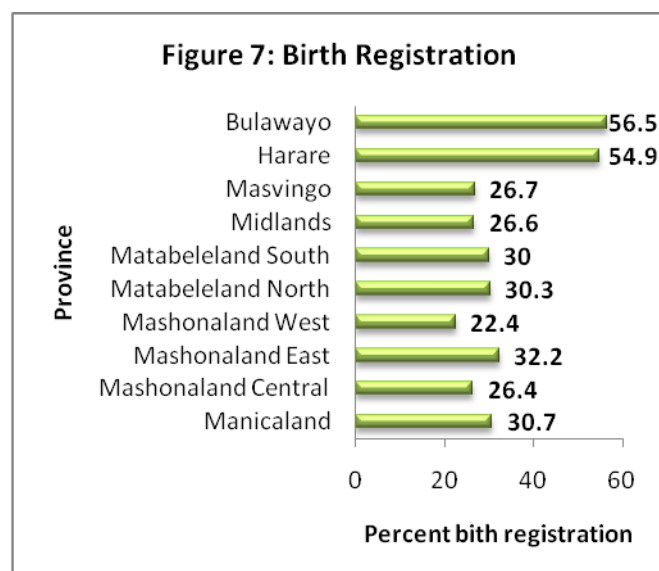 Figure 7: Birth Registration
Province
Bulawayo 56.5
Harare 54.9
Masvingo 26.7
Midlands 26.6
Matabeleland South 30
Matabeleland North 30.3
Mashonaland West 22.4
Mashonaland East 32.2
Mashonaland Central 26.4
Manicaland 30.7
0 20 40 60
Percent bith registration